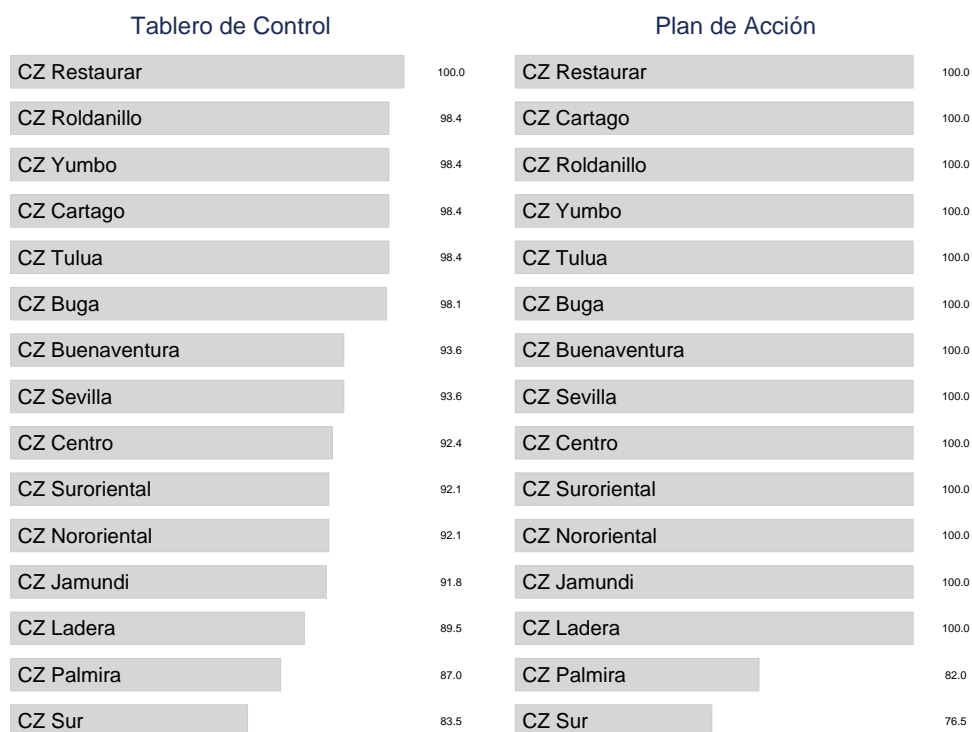 Tablero de Control
CZ Restaurar 100.0
CZ Roldanillo 98.4
CZ Yumbo 98.4
CZ Cartago 98.4
CZ Tulua 98.4
CZ Buga 98.1
CZ Buenaventura 93.6
CZ Sevilla 93.6
CZ Centro 92.4
CZ Suroriental 92.1
CZ Nororiental 92.1
CZ Jamundi 91.8
CZ Ladera 89.5
CZ Palmira 87.0
CZ Sur 83.5
Plan de Acción
CZ Restaurar 100.0
CZ Cartago 100.0
CZ Roldanillo 100.0
CZ Yumbo 100.0
CZ Tulua 100.0
CZ Buga 100.0
CZ Buenaventura 100.0
CZ Sevilla 100.0
CZ Centro 100.0
CZ Suroriental 100.0
CZ Nororiental 100.0
CZ Jamundi 100.0
CZ Ladera 100.0
CZ Palmira 82.0
CZ Sur 76.5